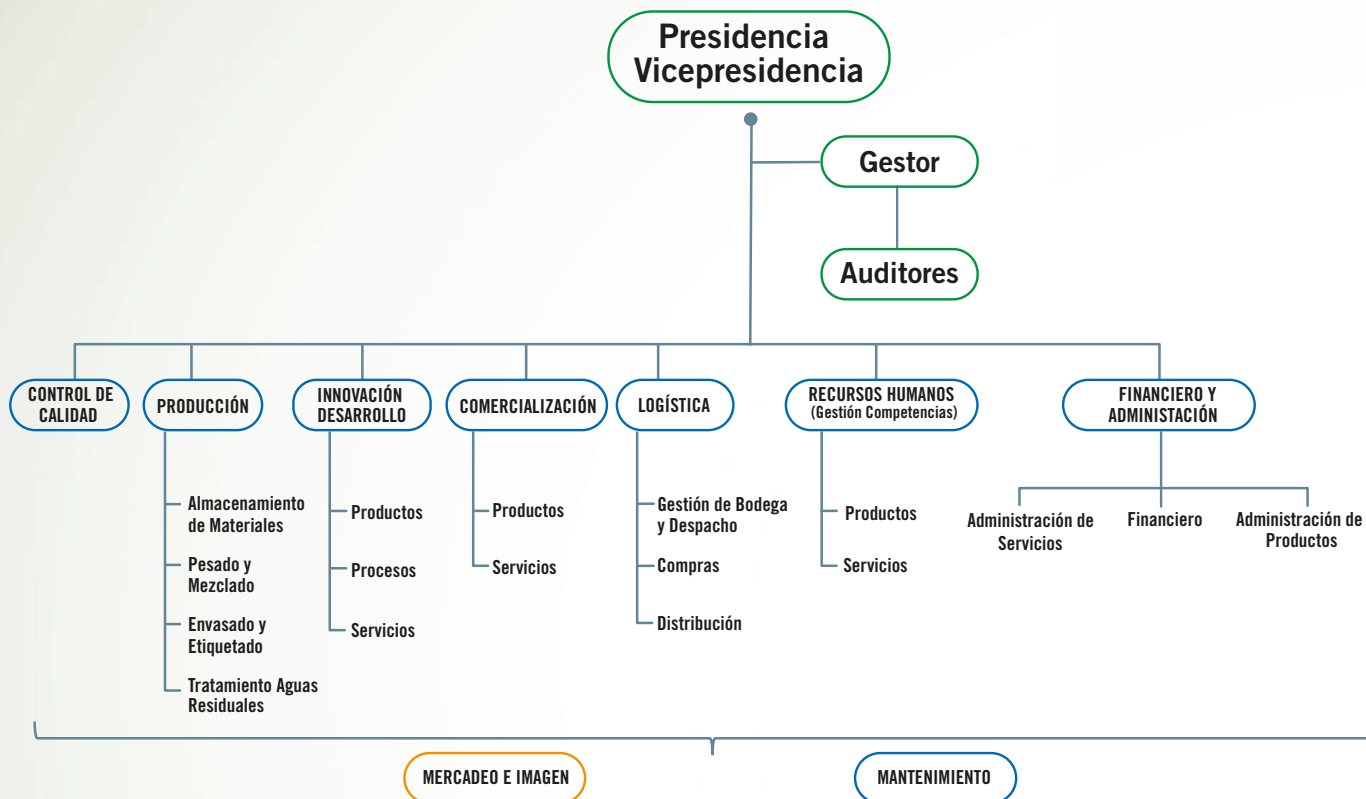 Presidencia
Vicepresidencia
Gestor
Auditores
CONTROL DE
CALIDAD
PRODUCCIÓN
INNOVACIÓN
DESARROLLO
COMERCIALIZACIÓN
LOGÍSTICA
RECURSOS HUMANOS
(Gestión Competencias)
FINANCIERO Y
ADMINISTACIÓN
Almacenamiento
de Materiales
Pesado y
Mezclado
Envasado y
Etiquetado
Tratamiento Aguas
Residuales
Productos
Procesos
Servicios
Productos
Servicios
Gestión de Bodega
y Despacho
Compras
Distribución
Productos
Servicios
Administración de
Servicios
Financiero
Administración de
Productos
MERCADEO E IMAGEN
MANTENIMIENTO